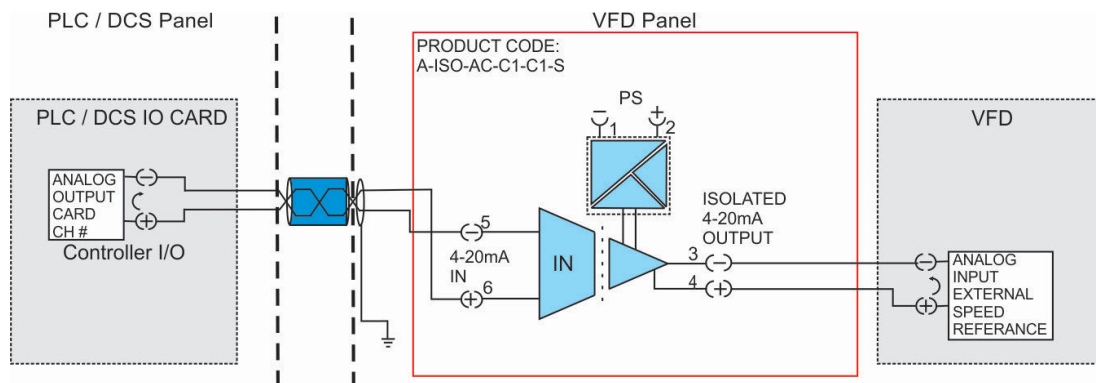 PLC / DCS Panel
VFD Panel
PRODUCT CODE:
A-ISO-AC-C1-C1-S
PS
− +
1 2
PLC / DCS IO CARD
ANALOG
OUTPUT
CARD
CH #
− +
Controller I/O
5
−
4-20mA
IN
6
+
IN
ISOLATED
4-20mA
OUTPUT
3 −
4 +
VFD
− +
ANALOG
INPUT
EXTERNAL
SPEED
REFERANCE